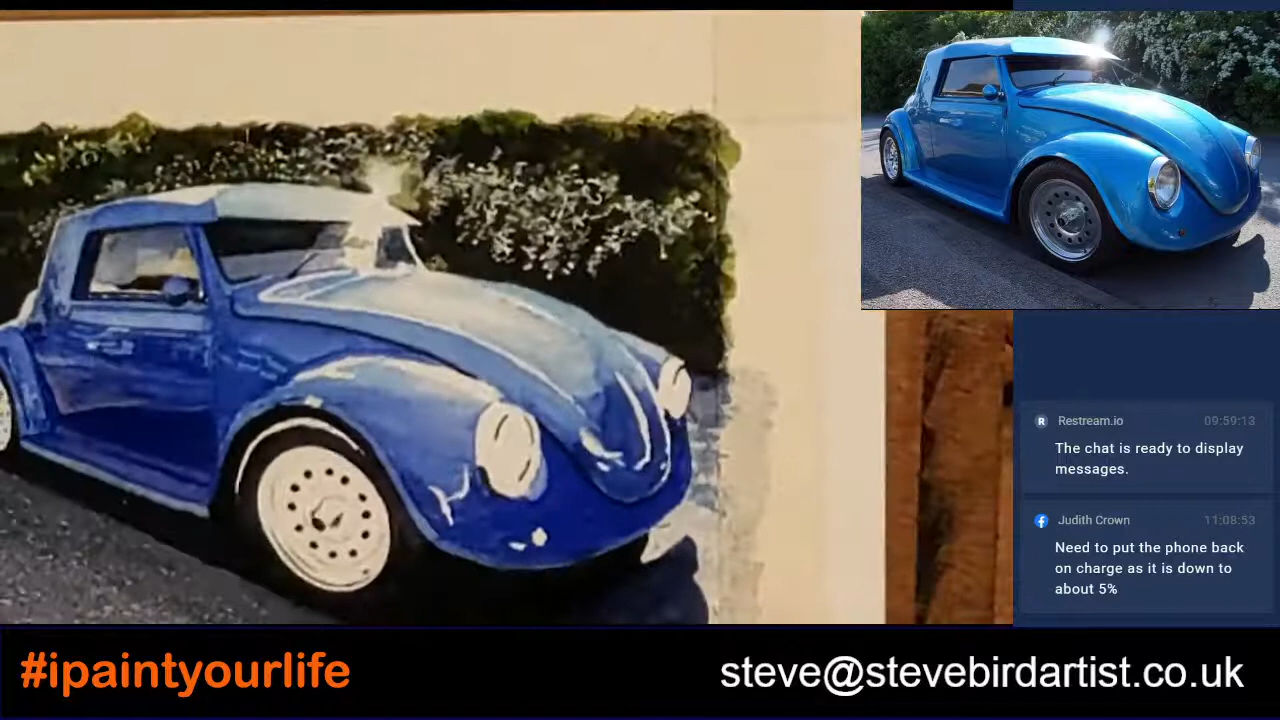 Restream.io 09:59:13
The chat is ready to display
messages.
Judith Crown 11:08:53
Need to put the phone back
on charge as it is down to
about 5%
#ipaintyourlife
steve@stevebirdartist.co.uk